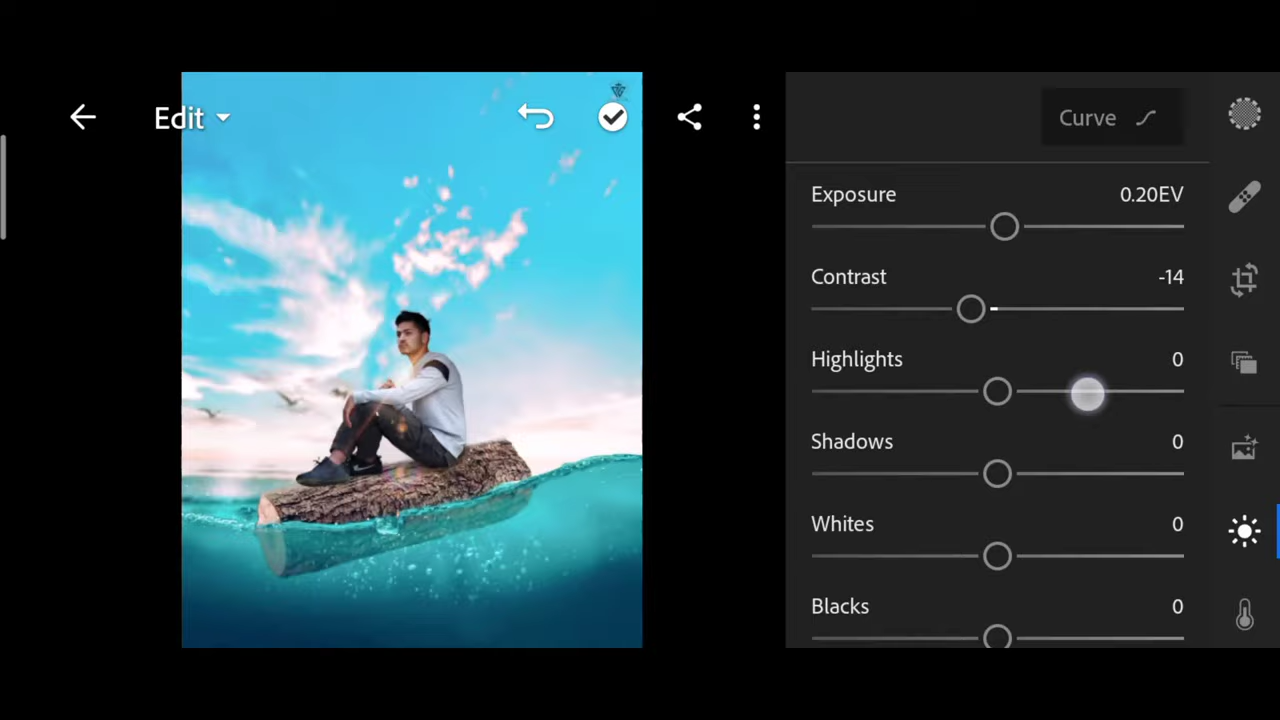 Edit
Curve
Exposure 0.20EV
Contrast -14
Highlights 0
Shadows 0
Whites 0
Blacks 0